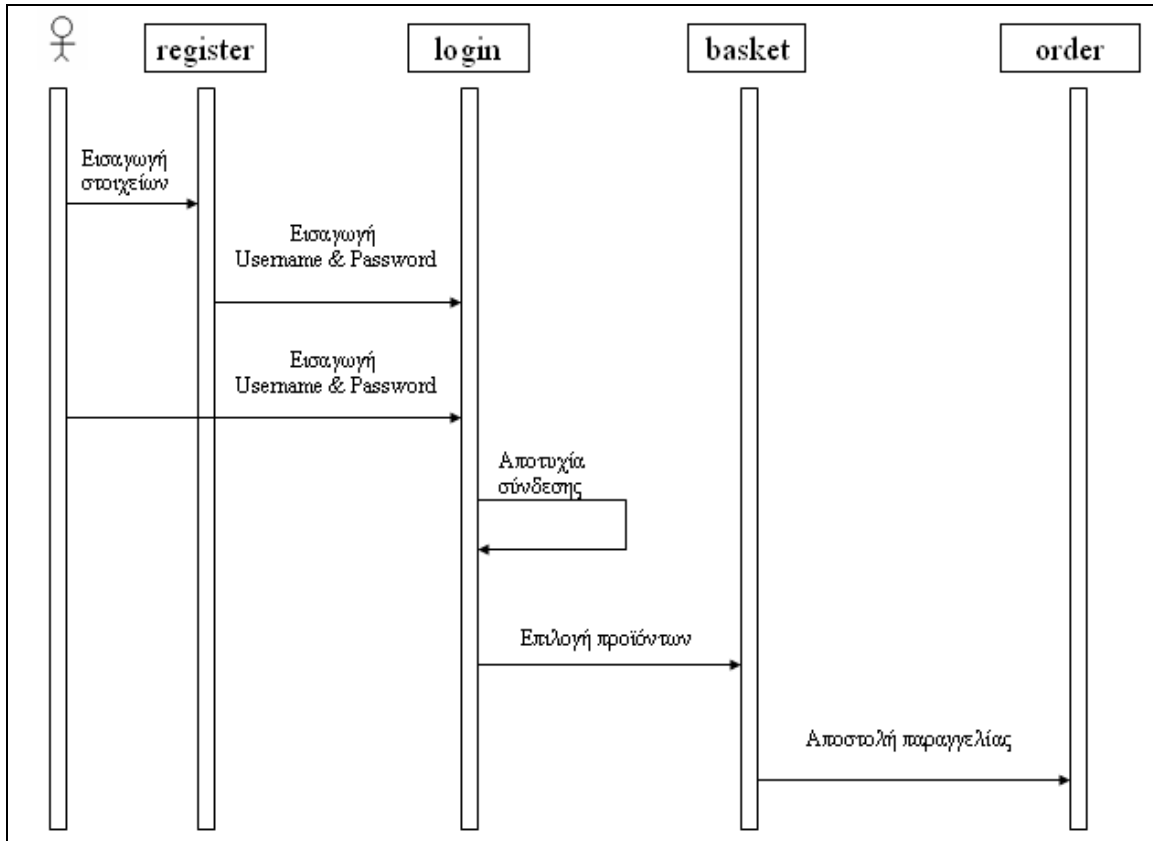 register
login
basket
order
Εισαγωγή
στοιχείων
Εισαγωγή
Username & Password
Εισαγωγή
Username & Password
Αποτυχία
σύνδεσης
Επιλογή προϊόντων
Αποστολή παραγγελίας